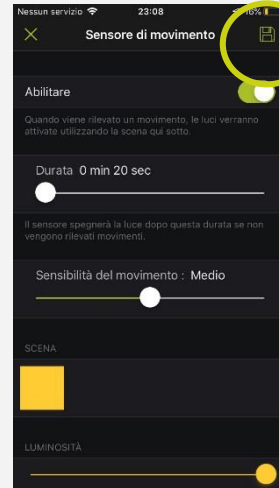 Nessun servizio 23:08 16%
Sensore di movimento
Abilitare
Quando viene rilevato un movimento, le luci verranno
attivate utilizzando la scena qui sotto.
Durata 0 min 20 sec
Il sensore spegnerà la luce dopo questa durata se non
vengono rilevati movimenti.
Sensibilità del movimento : Medio
SCENA
LUMINOSITÀ